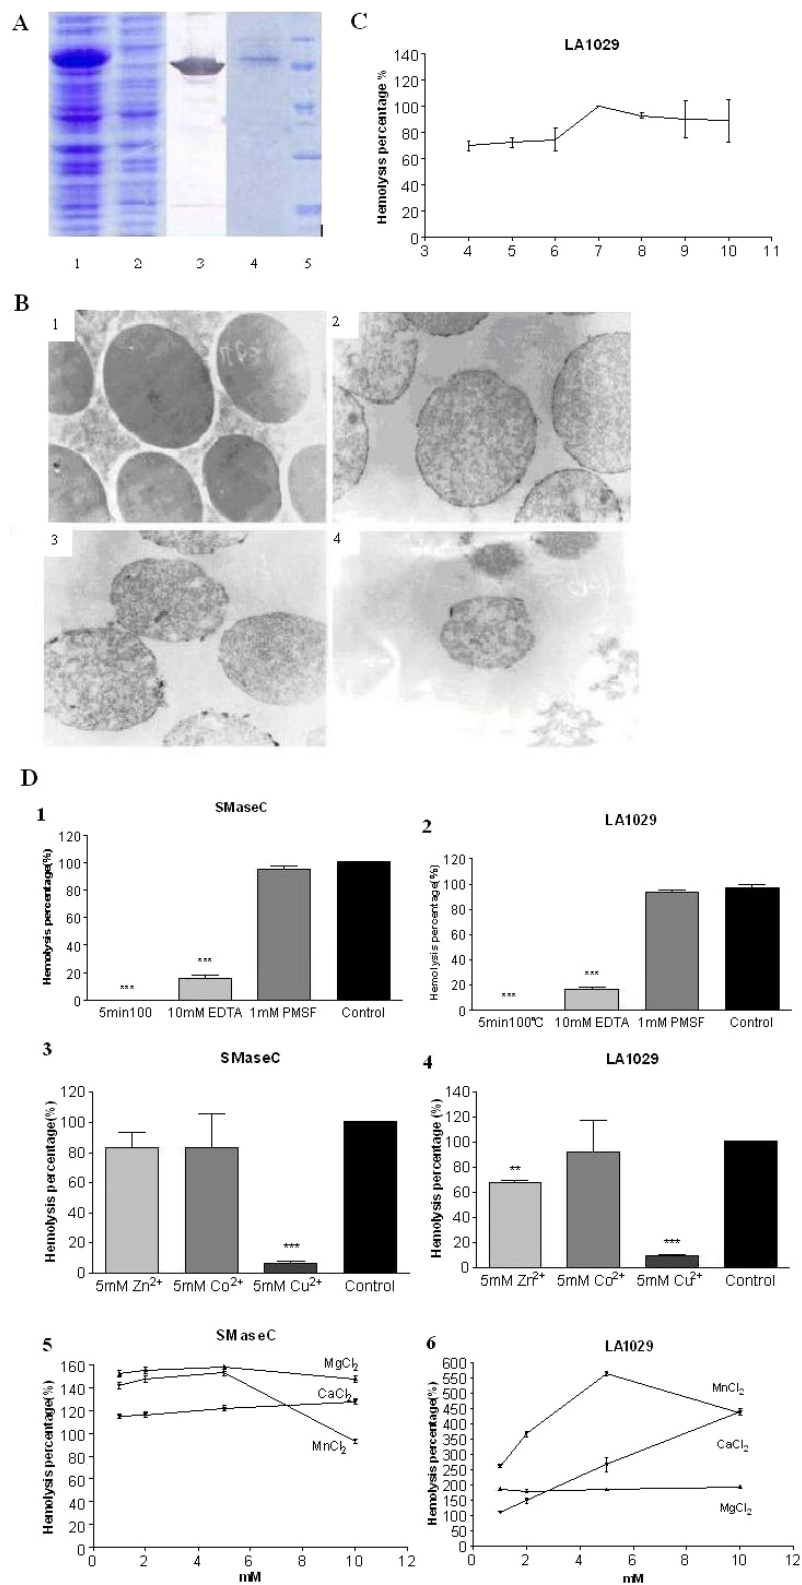 A
1 2 3 4 5
C
LA1029
Hemolysis percentage %
140
120
100
80
60
40
20
0
3 4 5 6 7 8 9 10 11
B
1
2
3
4
D
1
SMaseC
Hemolysis percentage(%)
120
100
80
60
40
20
0
***
***
5min100 10mM EDTA 1mM PMSF Control
2
LA1029
Hemolysis percentage(%)
120
100
80
60
40
20
0
***
***
5min100℃ 10mM EDTA 1mM PMSF Control
3
SMaseC
Hemolysis percentage(%)
120
100
80
60
40
20
0
***
5mM Zn2+ 5mM Co2+ 5mM Cu2+ Control
4
LA1029
Hemolysis percentage (%)
140
120
100
80
60
40
20
0
**
***
5mM Zn2+ 5mM Co2+ 5mM Cu2+ Control
5
SMaseC
Hemolysis percentage(%)
160
140
120
100
80
60
40
20
0
MgCl2
CaCl2
MnCl2
0 2 4 6 8 10 12
mM
6
LA1029
Hemolysis percentage(%)
600
550
500
450
400
350
300
250
200
150
100
50
0
MnCl2
CaCl2
MgCl2
0 2 4 6 8 10 12
mM